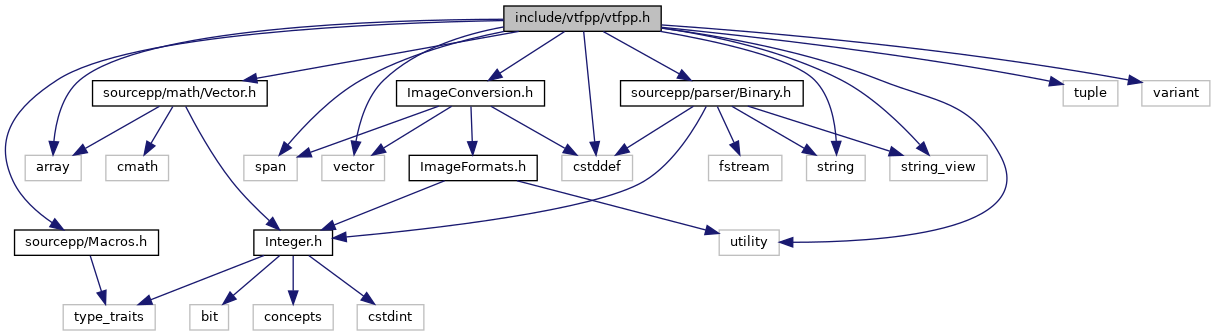 include/vtfpp/vtfpp.h
sourcepp/math/Vector.h
ImageConversion.h
sourcepp/parser/Binary.h
tuple
variant
array
cmath
span
vector
ImageFormats.h
cstddef
fstream
string
string_view
sourcepp/Macros.h
Integer.h
utility
type_traits
bit
concepts
cstdint